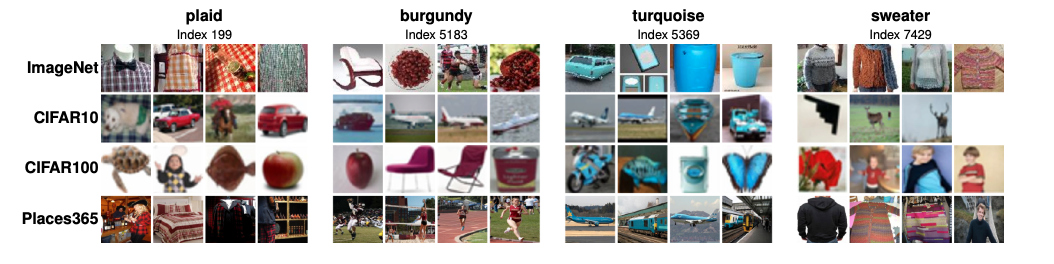 plaid
Index 199
burgundy
Index 5183
turquoise
Index 5369
sweater
Index 7429
ImageNet
CIFAR10
CIFAR100
Places365